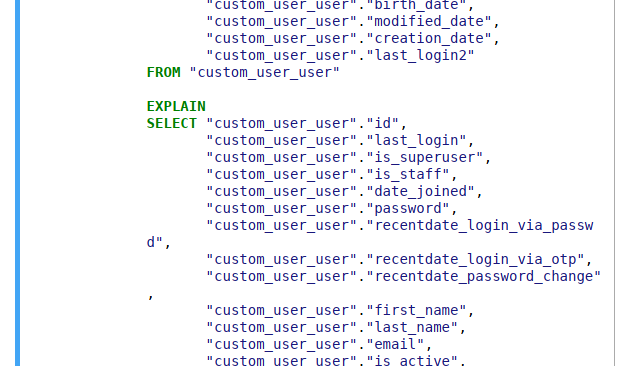 "custom_user_user"."birth_date",
"custom_user_user"."modified_date",
"custom_user_user"."creation_date",
"custom_user_user"."last_login2"
FROM "custom_user_user"
EXPLAIN
SELECT "custom_user_user"."id",
"custom_user_user"."last_login",
"custom_user_user"."is_superuser",
"custom_user_user"."is_staff",
"custom_user_user"."date_joined",
"custom_user_user"."password",
"custom_user_user"."recentdate_login_via_passw
d",
"custom_user_user"."recentdate_login_via_otp",
"custom_user_user"."recentdate_password_change"
,
"custom_user_user"."first_name",
"custom_user_user"."last_name",
"custom_user_user"."email",
"custom_user_user"."is_active",